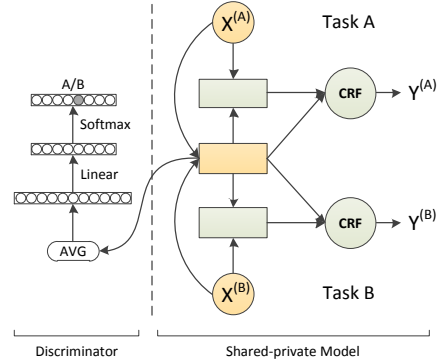 X(A)
Task A
A/B
Softmax
CRF
Y(A)
Linear
AVG
CRF
Y(B)
X(B)
Task B
Discriminator
Shared-private Model